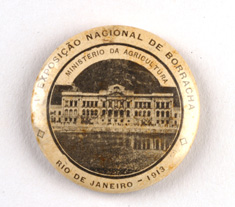 EXPOSIÇÃO NACIONAL DE BORRACHA
MINISTERIO DA AGRICULTURA
RIO DE JANEIRO - 1913